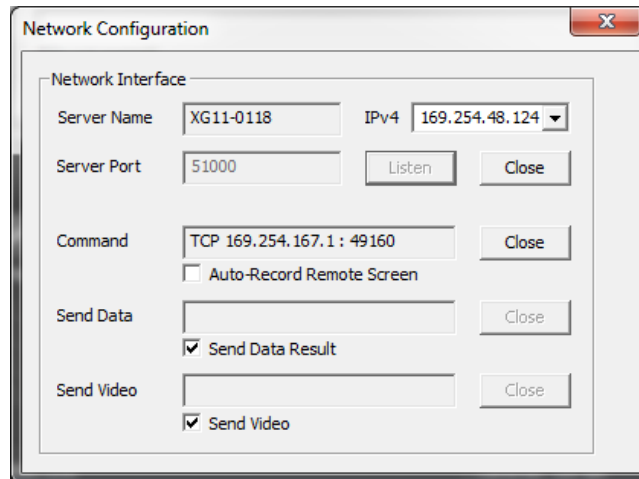 Network Configuration
Network Interface
Server Name XG11-0118 IPv4 169.254.48.124
Server Port 51000 Listen Close
Command TCP 169.254.167.1 : 49160 Close
Auto-Record Remote Screen
Send Data Close
Send Data Result
Send Video Close
Send Video